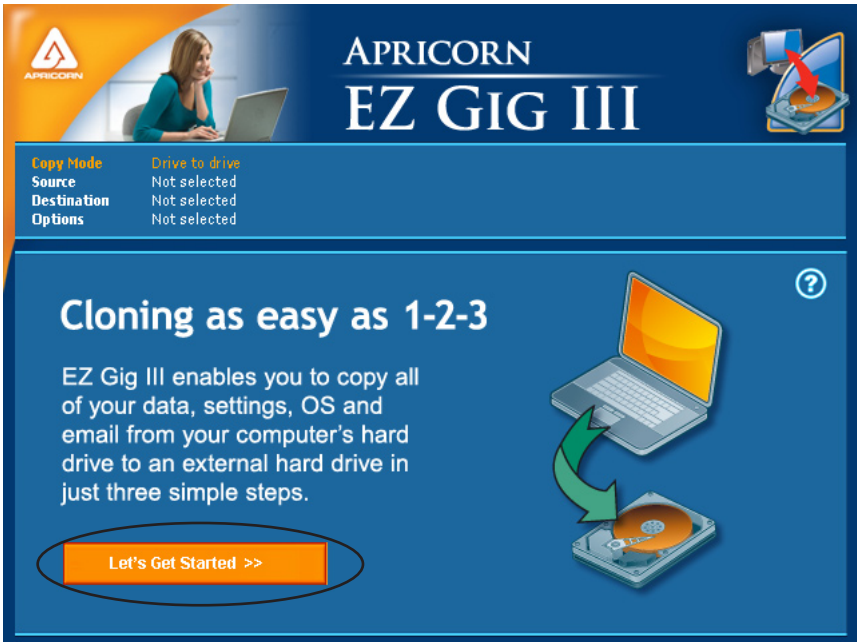 APRICORN
APRICORN
EZ GIG III
Copy Mode Drive to drive
Source Not selected
Destination Not selected
Options Not selected
?
Cloning as easy as 1-2-3
EZ Gig III enables you to copy all
of your data, settings, OS and
email from your computer's hard
drive to an external hard drive in
just three simple steps.
Let's Get Started >>